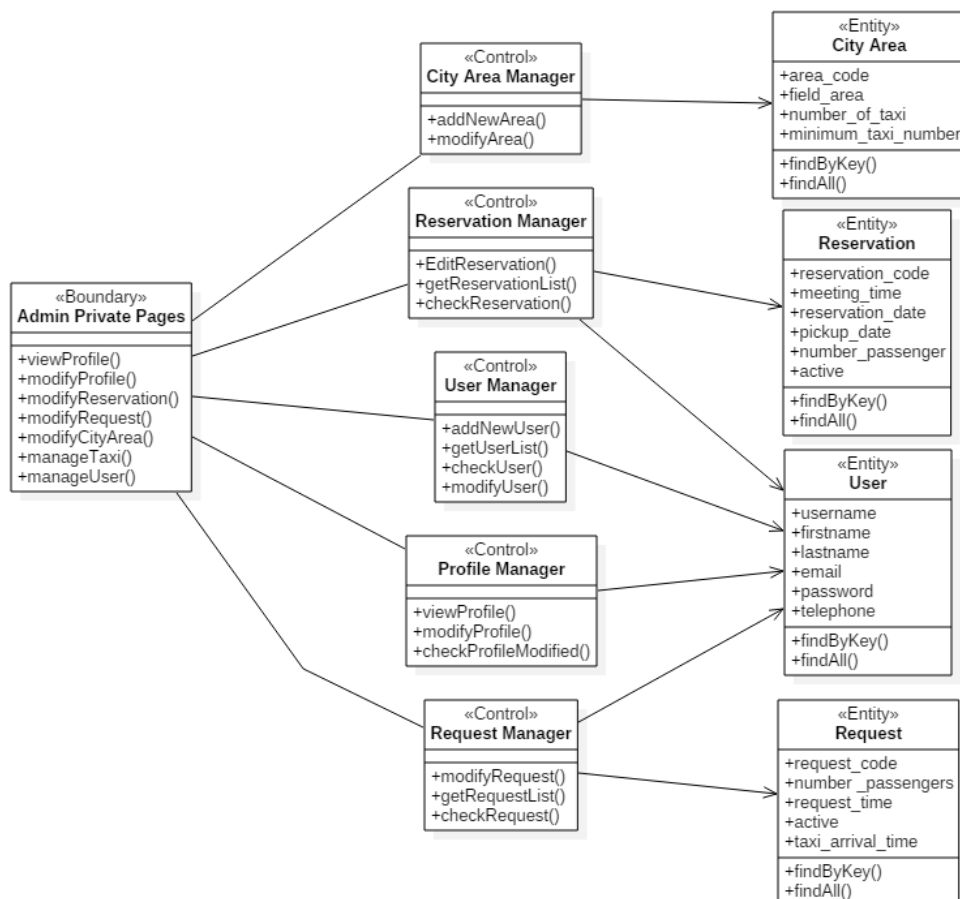 «Boundary»
Admin Private Pages
+viewProfile()
+modifyProfile()
+modifyReservation()
+modifyRequest()
+modifyCityArea()
+manageTaxi()
+manageUser()
«Control»
City Area Manager
+addNewArea()
+modifyArea()
«Control»
Reservation Manager
+EditReservation()
+getReservationList()
+checkReservation()
«Control»
User Manager
+addNewUser()
+getUserList()
+checkUser()
+modifyUser()
«Control»
Profile Manager
+viewProfile()
+modifyProfile()
+checkProfileModified()
«Control»
Request Manager
+modifyRequest()
+getRequestList()
+checkRequest()
«Entity»
City Area
+area_code
+field_area
+number_of_taxi
+minimum_taxi_number
+findByKey()
+findAll()
«Entity»
Reservation
+reservation_code
+meeting_time
+reservation_date
+pickup_date
+number_passenger
+active
+findByKey()
+findAll()
«Entity»
User
+username
+firstname
+lastname
+email
+password
+telephone
+findByKey()
+findAll()
«Entity»
Request
+request_code
+number _passengers
+request_time
+active
+taxi_arrival_time
+findByKey()
+findAll()